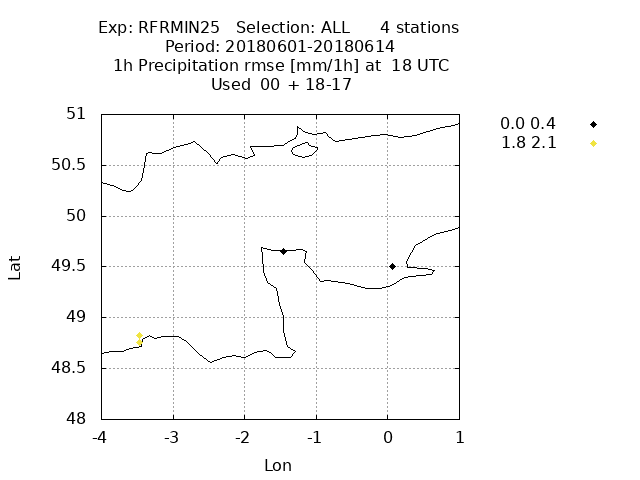 Exp: RFRMIN25   Selection: ALL      4 stations
Period: 20180601-20180614
1h Precipitation rmse [mm/1h] at  18 UTC
Used  00 + 18-17
0.0 0.4
1.8 2.1
51
50.5
50
49.5
49
48.5
48
Lat
-4
-3
-2
-1
0
1
Lon